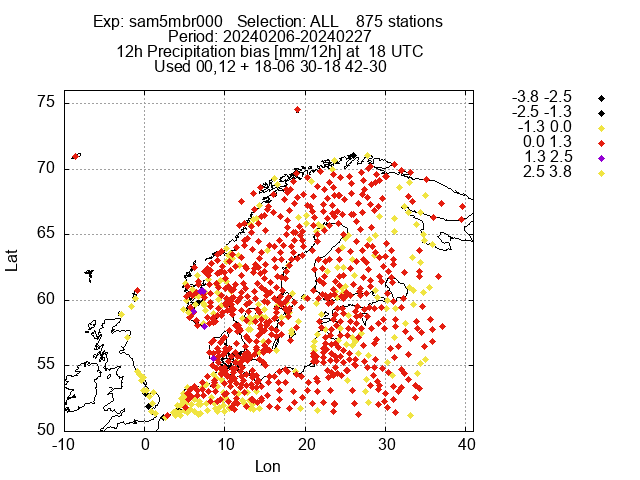 Exp: sam5mbr000 Selection: ALL 875 stations
Period: 20240206-20240227
12h Precipitation bias [mm/12h] at 18 UTC
Used 00,12 + 18-06 30-18 42-30
-3.8 -2.5
-2.5 -1.3
-1.3 0.0
0.0 1.3
1.3 2.5
2.5 3.8
75
70
65
60
55
50
Lat
-10 0 10 20 30 40
Lon